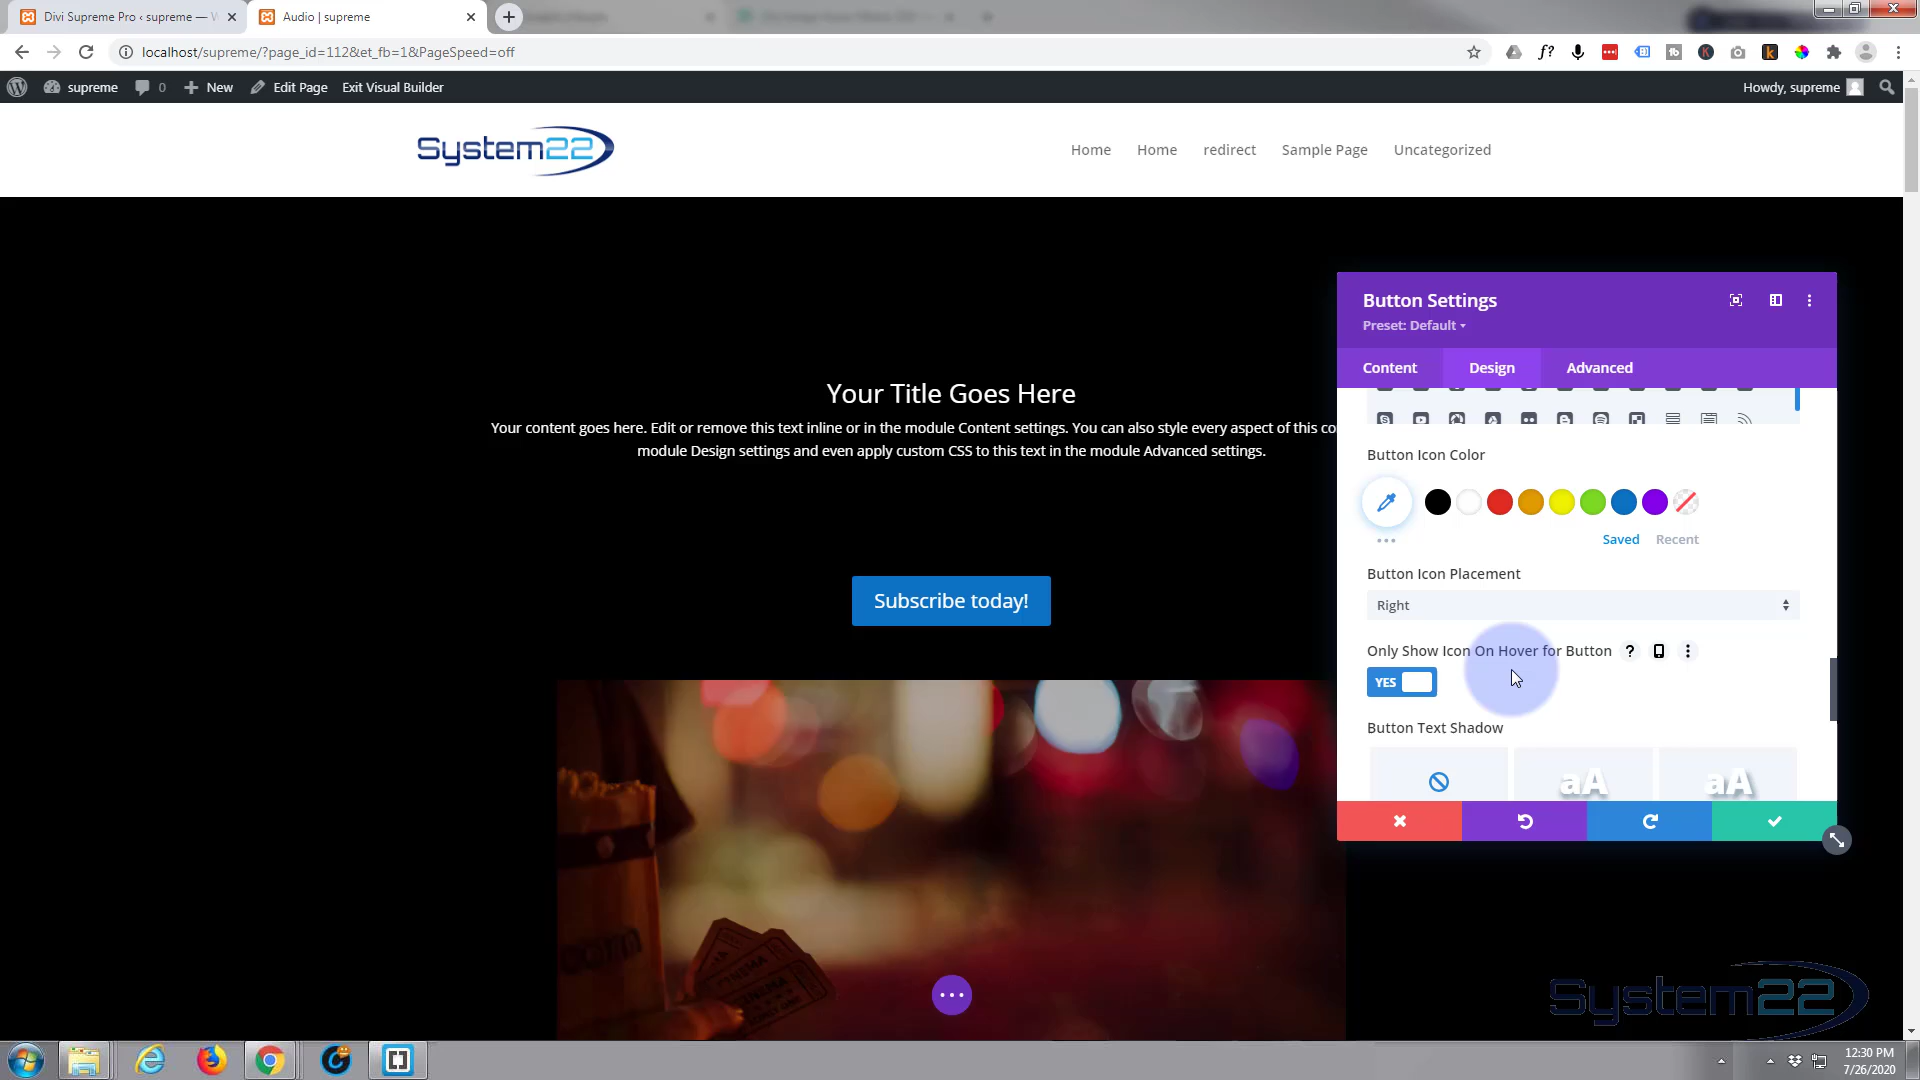 Divi Supreme Pro ‹ supreme — W
Audio | supreme
localhost/supreme/?page_id=112&et_fb=1&PageSpeed=off
supreme
0
New
Edit Page
Exit Visual Builder
Howdy, supreme
System22
Home
Home
redirect
Sample Page
Uncategorized
Your Title Goes Here
Your content goes here. Edit or remove this text inline or in the module Content settings. You can also style every aspect of this co
module Design settings and even apply custom CSS to this text in the module Advanced settings.
Subscribe today!
Button Settings
Preset: Default
Content
Design
Advanced
Button Icon Color
Saved
Recent
Button Icon Placement
Right
Only Show Icon On Hover for Button
YES
Button Text Shadow
aA
aA
System22
12:30 PM
7/26/2020